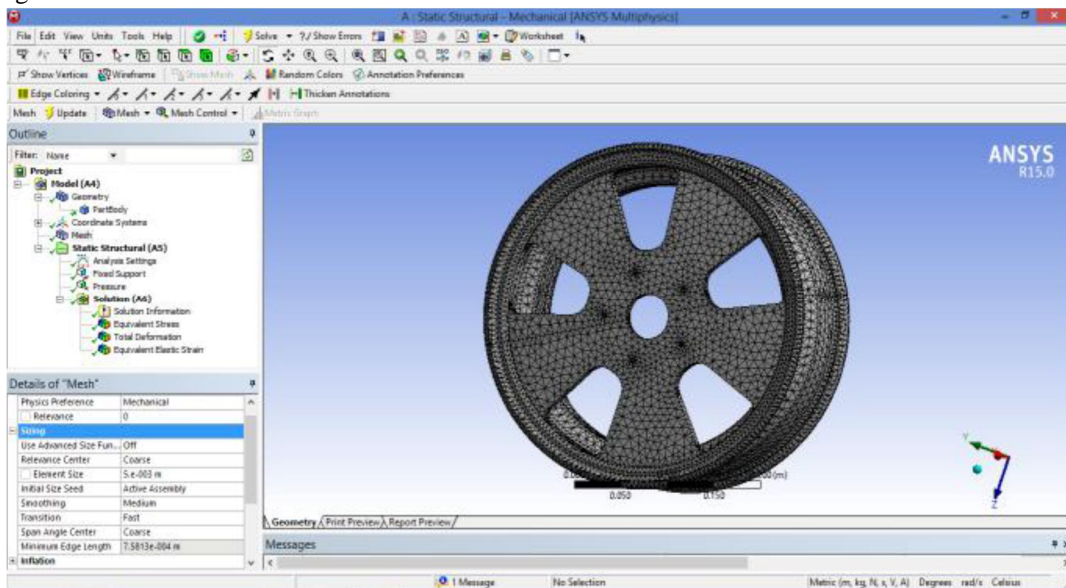 A : Static Structural - Mechanical [ANSYS Multiphysics]
File Edit View Units Tools Help Solve ?/ Show Errors Worksheet
Show Vertices Wireframe Show Mesh Random Colors Annotation Preferences
Edge Coloring Thicken Annotations
Mesh Update Mesh Mesh Control Metric Graph
Outline
Filter: Name
Project
Model (A4)
Geometry
PartBody
Coordinate Systems
Mesh
Static Structural (A5)
Analysis Settings
Fixed Support
Pressure
Solution (A6)
Solution Information
Equivalent Stress
Total Deformation
Equivalent Elastic Strain
Details of "Mesh"
Physics Preference Mechanical
Relevance 0
Sizing
Use Advanced Size Fun... Off
Relevance Center Coarse
Element Size 5.e-003 m
Initial Size Seed Active Assembly
Smoothing Medium
Transition Fast
Span Angle Center Coarse
Minimum Edge Length 7.5813e-004 m
Inflation
ANSYS
R15.0
(m)
0.050 0.150
Y
Z
Geometry Print Preview Report Preview
Messages
1 Message No Selection Metric (m, kg, N, s, V, A) Degrees rad/s Celsius